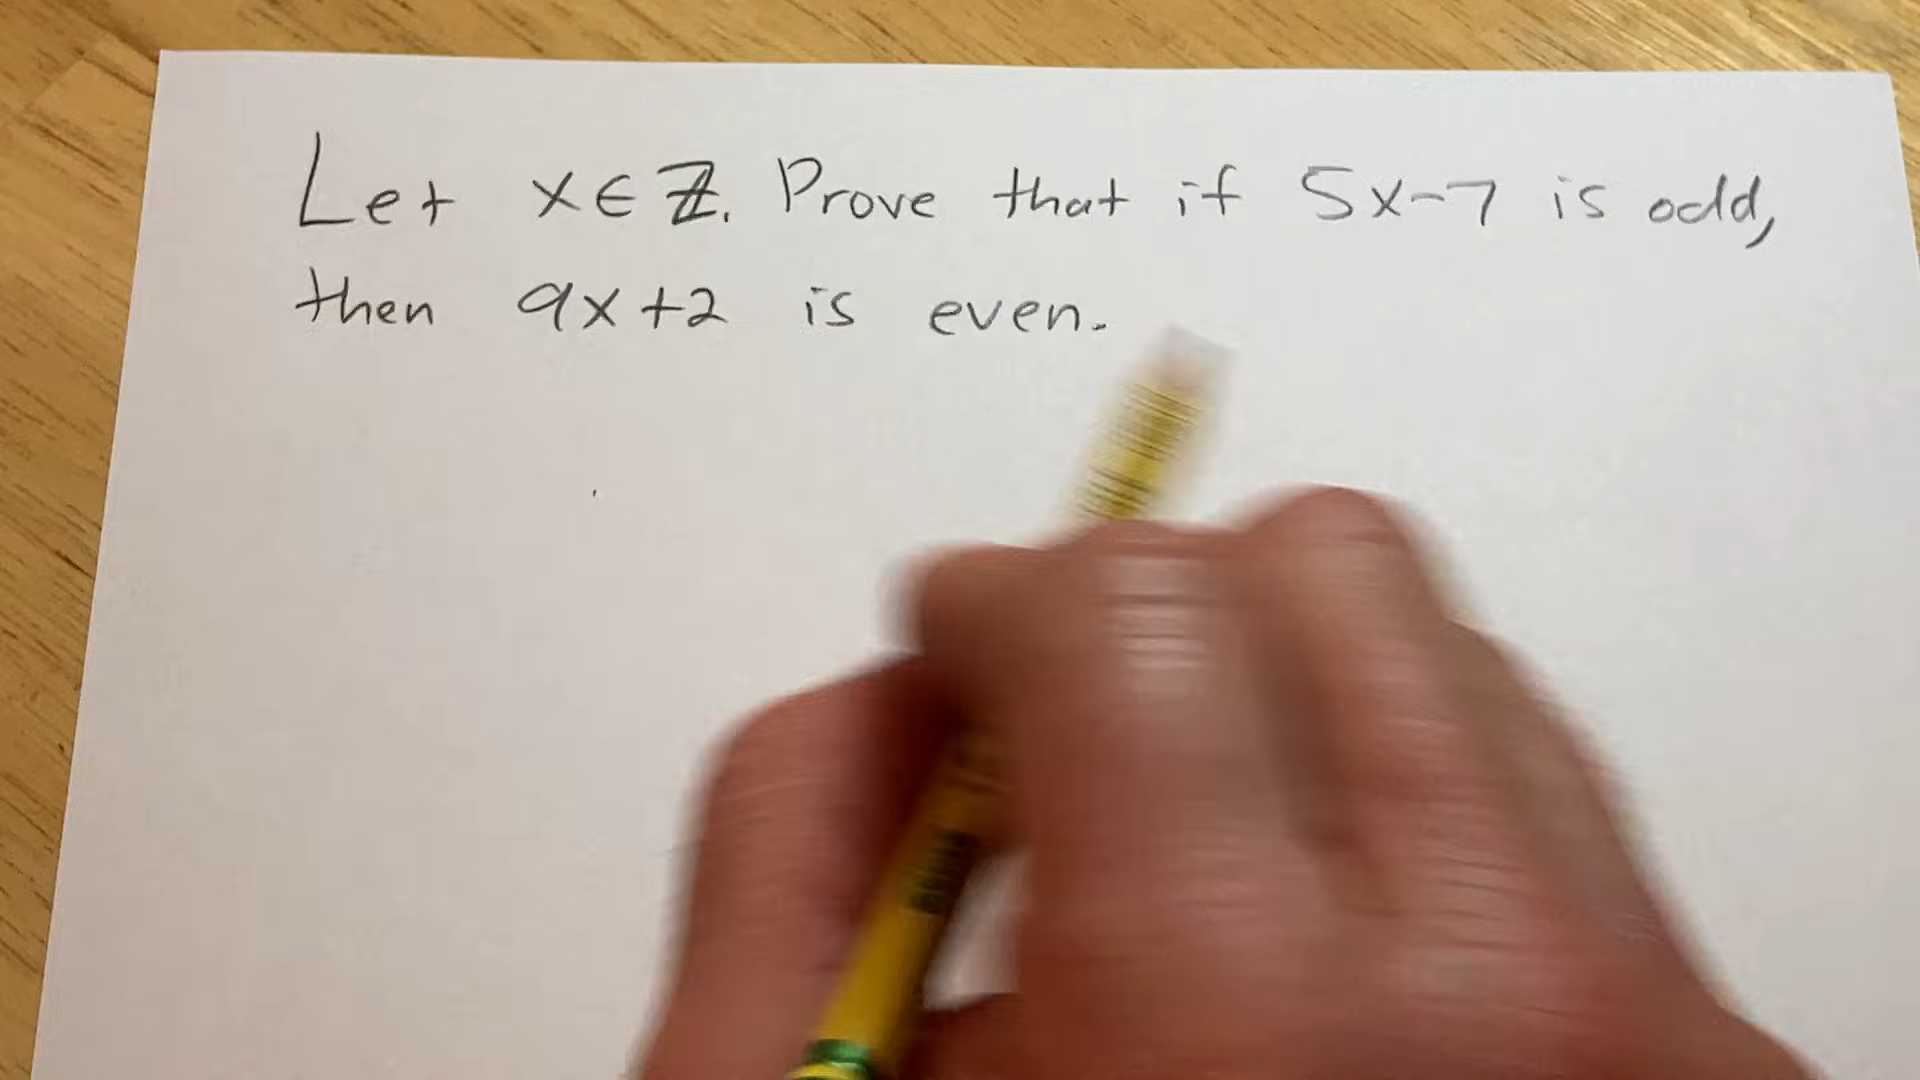 Let x∈ℤ. Prove that if 5x-7 is odd,
then 9x+2 is even.